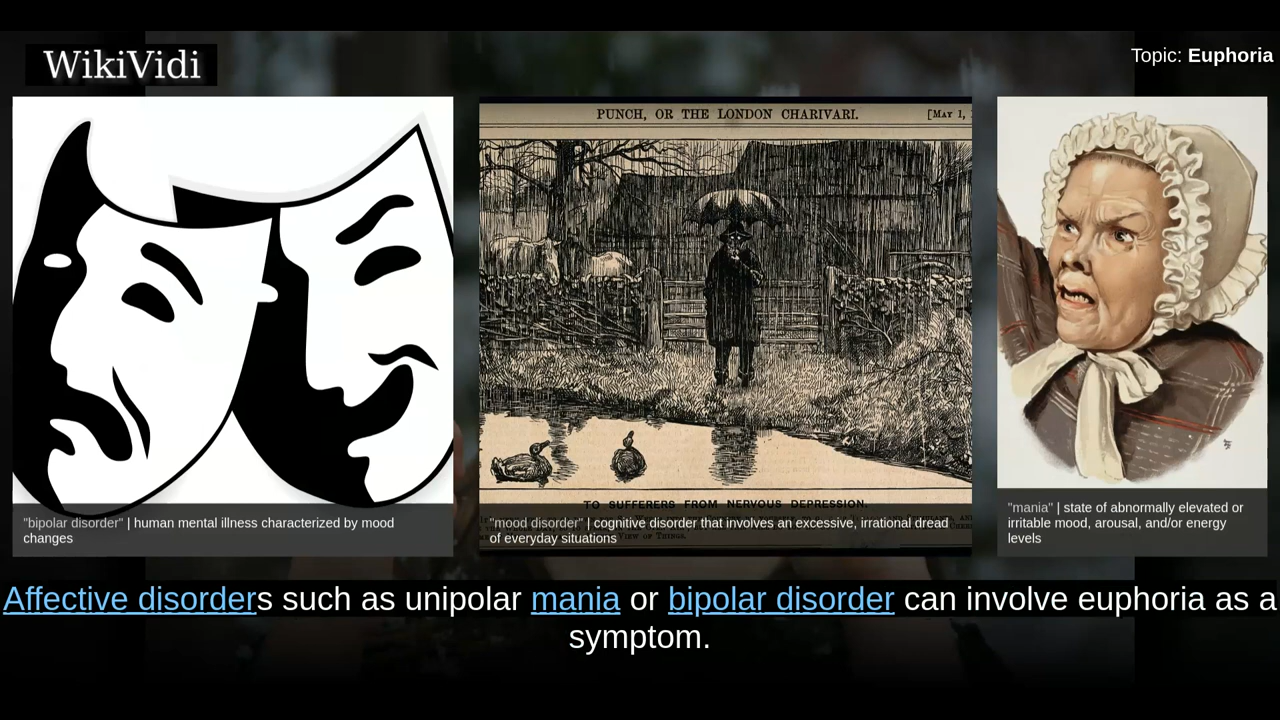 WikiVidi
Topic: Euphoria
PUNCH, OR THE LONDON CHARIVARI.
[MAY 1,
TO SUFFERERS FROM NERVOUS DEPRESSION.
VIEW OF THINGS.
"bipolar disorder" | human mental illness characterized by mood
changes
"mood disorder" | cognitive disorder that involves an excessive, irrational dread
of everyday situations
"mania" | state of abnormally elevated or
irritable mood, arousal, and/or energy
levels
Affective disorders such as unipolar mania or bipolar disorder can involve euphoria as a
symptom.